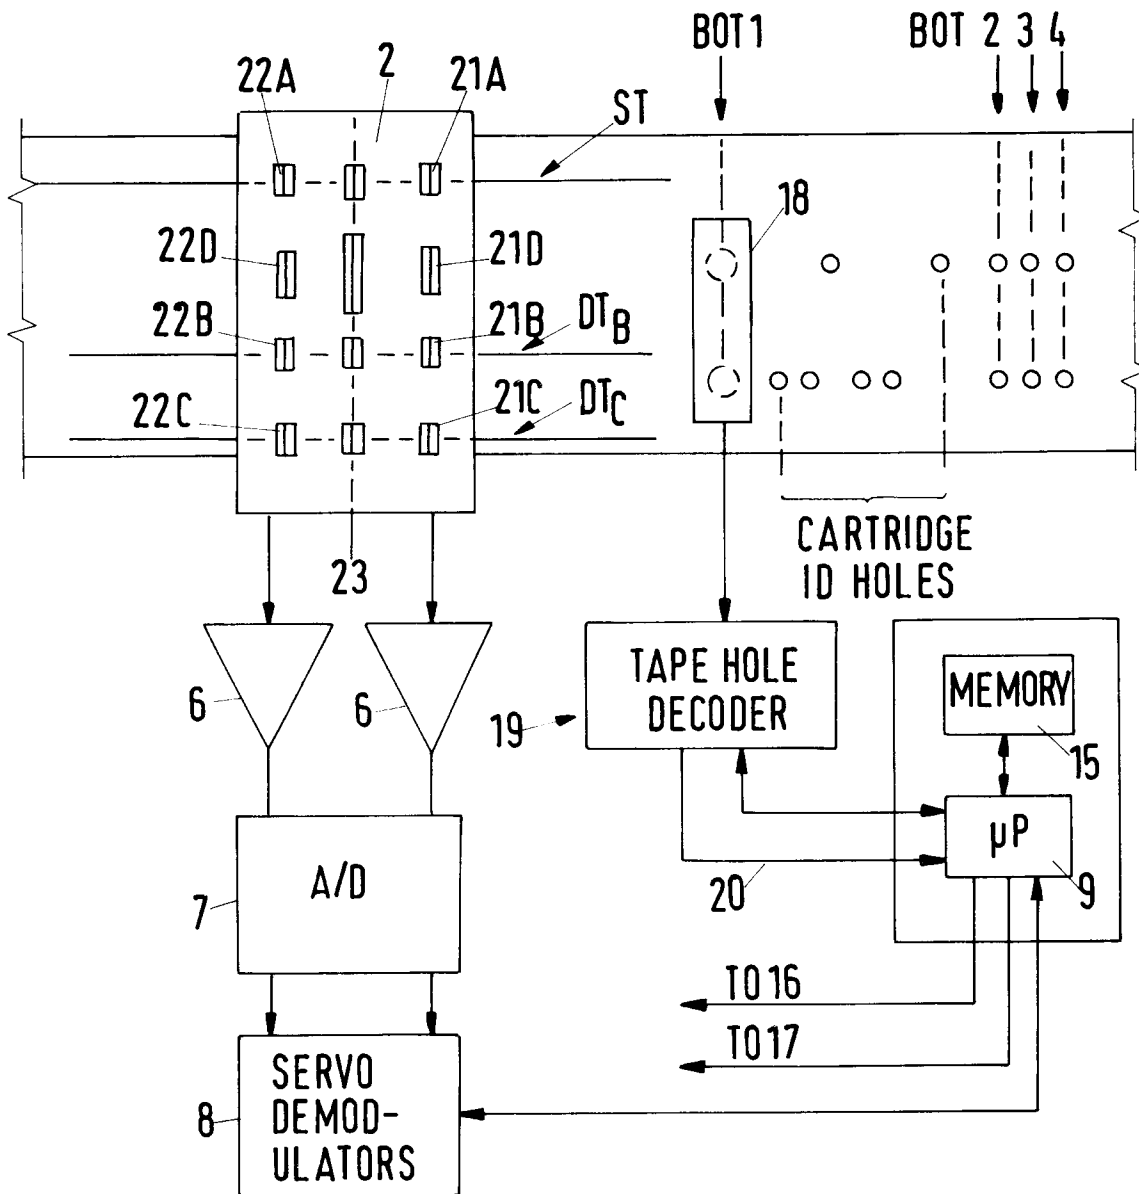 BOT 1
BOT 2 3 4
22A
2
21A
ST
18
22D
21D
22B
21B
DT_B
22C
21C
DT_C
CARTRIDGE
ID HOLES
23
6
6
TAPE HOLE
DECODER
19
MEMORY
15
µP
9
20
A/D
7
TO 16
TO 17
SERVO
DEMOD-
ULATORS
8